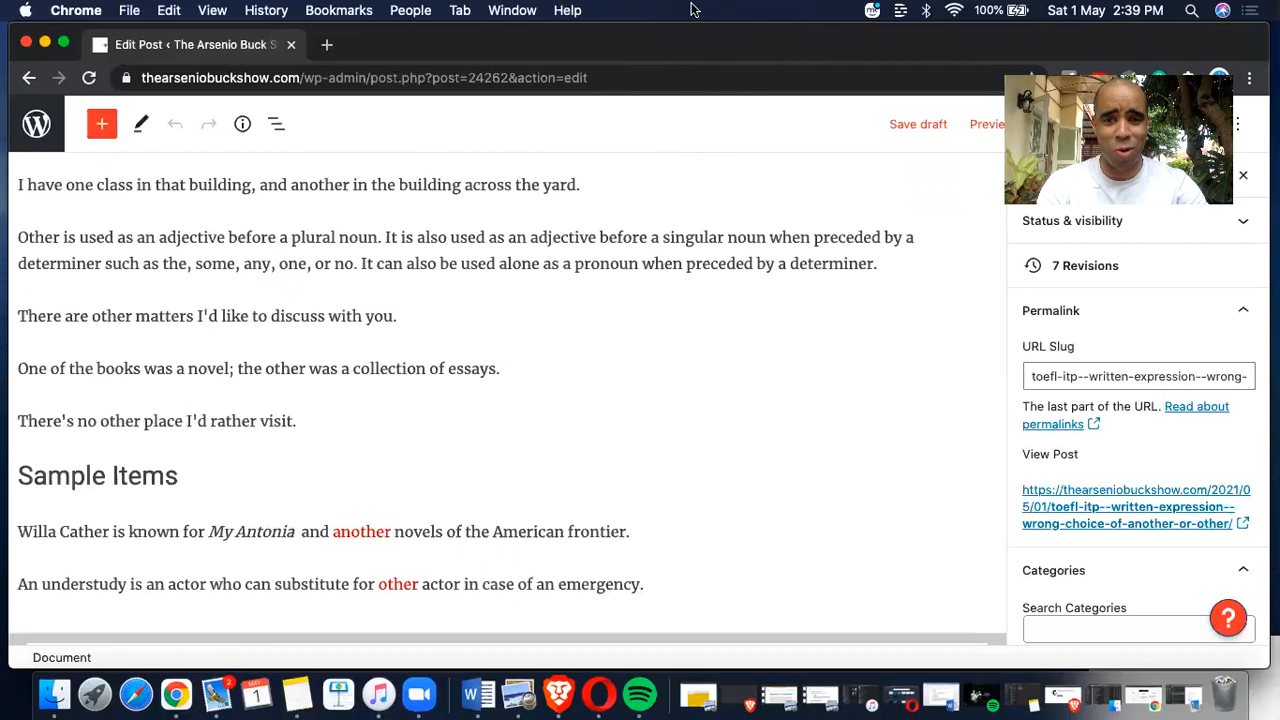 Chrome File Edit View History Bookmarks People Tab Window Help 100% Sat 1 May 2:39 PM
Edit Post ‹ The Arsenio Buck S
thearseniobuckshow.com/wp-admin/post.php?post=24262&action=edit
Save draft Previe
I have one class in that building, and another in the building across the yard.
Other is used as an adjective before a plural noun. It is also used as an adjective before a singular noun when preceded by a
determiner such as the, some, any, one, or no. It can also be used alone as a pronoun when preceded by a determiner.
There are other matters I'd like to discuss with you.
One of the books was a novel; the other was a collection of essays.
There's no other place I'd rather visit.
Sample Items
Willa Cather is known for My Antonia and another novels of the American frontier.
An understudy is an actor who can substitute for other actor in case of an emergency.
Document
Status & visibility
7 Revisions
Permalink
URL Slug
toefl-itp--written-expression--wrong-
The last part of the URL. Read about
permalinks
View Post
https://thearseniobuckshow.com/2021/0
5/01/toefl-itp--written-expression--
wrong-choice-of-another-or-other/
Categories
Search Categories
?
MAY
1
2